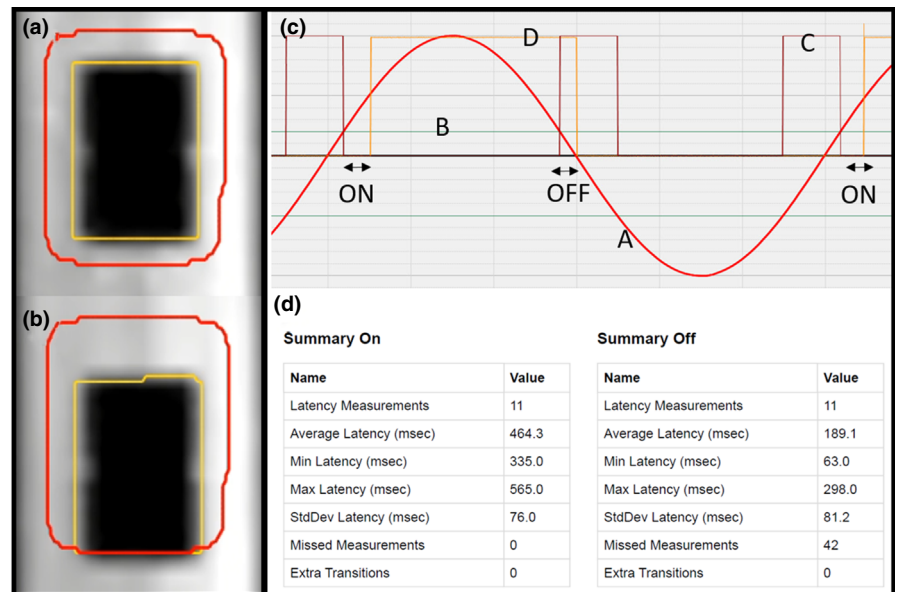 (a)
(b)
(c)
D
C
B
ON
OFF
ON
A
(d)
Summary On
Name Value
Latency Measurements 11
Average Latency (msec) 464.3
Min Latency (msec) 335.0
Max Latency (msec) 565.0
StdDev Latency (msec) 76.0
Missed Measurements 0
Extra Transitions 0
Summary Off
Name Value
Latency Measurements 11
Average Latency (msec) 189.1
Min Latency (msec) 63.0
Max Latency (msec) 298.0
StdDev Latency (msec) 81.2
Missed Measurements 42
Extra Transitions 0